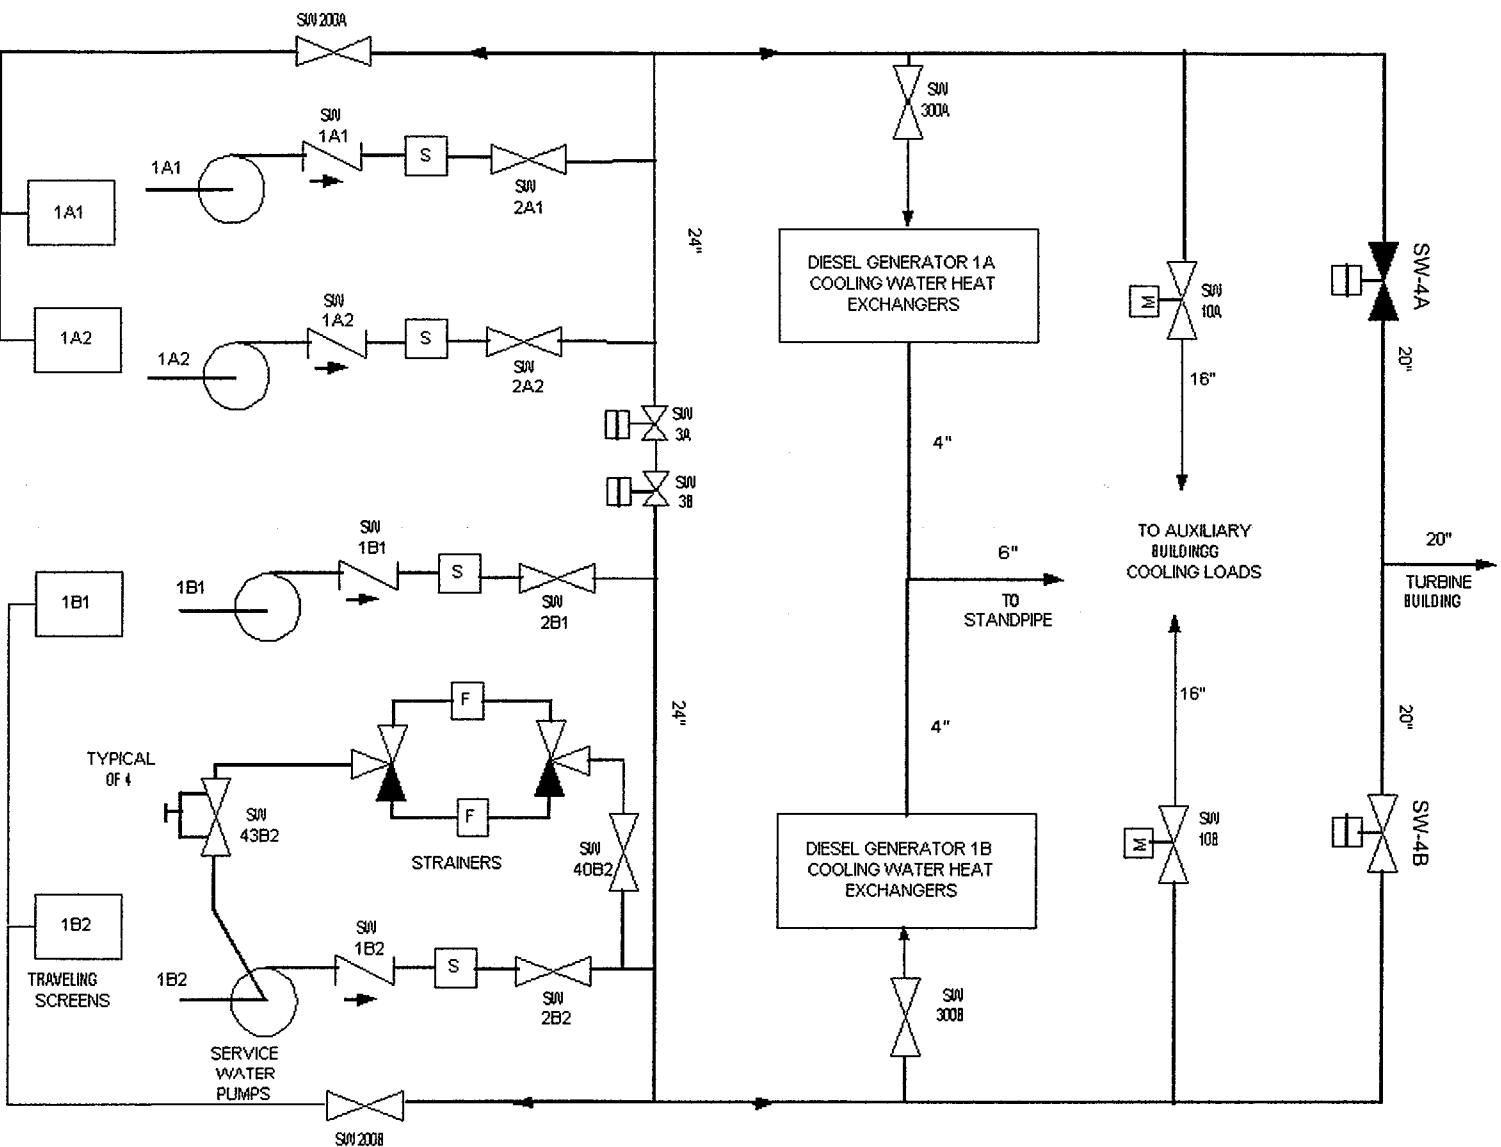 SW 200A
SW
1A1
S
SW
2A1
1A1
1A1
SW
300A
24"
DIESEL GENERATOR 1A
COOLING WATER HEAT
EXCHANGERS
M
SW
10A
SW-4A
SW
1A2
S
SW
2A2
1A2
1A2
16"
20"
SW
3A
4"
SW
3B
SW
1B1
S
SW
2B1
1B1
1B1
6"
TO
STANDPIPE
TO AUXILIARY
BUILDINGG
COOLING LOADS
20"
TURBINE
BUILDING
F
24"
4"
16"
20"
TYPICAL
OF 4
SW
43B2
F
STRAINERS
SW
40B2
DIESEL GENERATOR 1B
COOLING WATER HEAT
EXCHANGERS
M
SW
10B
SW-4B
1B2
TRAVELING
SCREENS
SW
1B2
S
SW
2B2
1B2
SW
300B
SERVICE
WATER
PUMPS
SW 200B